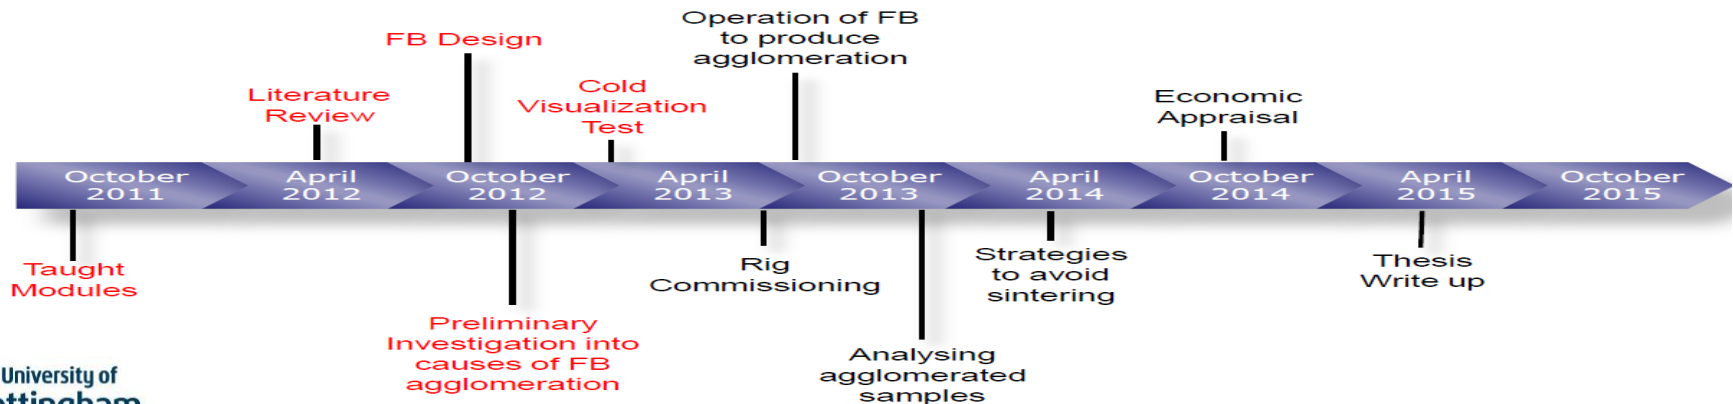 Operation of FB
to produce
agglomeration
FB Design
Literature
Review
Cold
Visualization
Test
Economic
Appraisal
October
2011
April
2012
October
2012
April
2013
October
2013
April
2014
October
2014
April
2015
October
2015
Taught
Modules
Preliminary
Investigation into
causes of FB
agglomeration
Rig
Commissioning
Analysing
agglomerated
samples
Strategies
to avoid
sintering
Thesis
Write up
University of